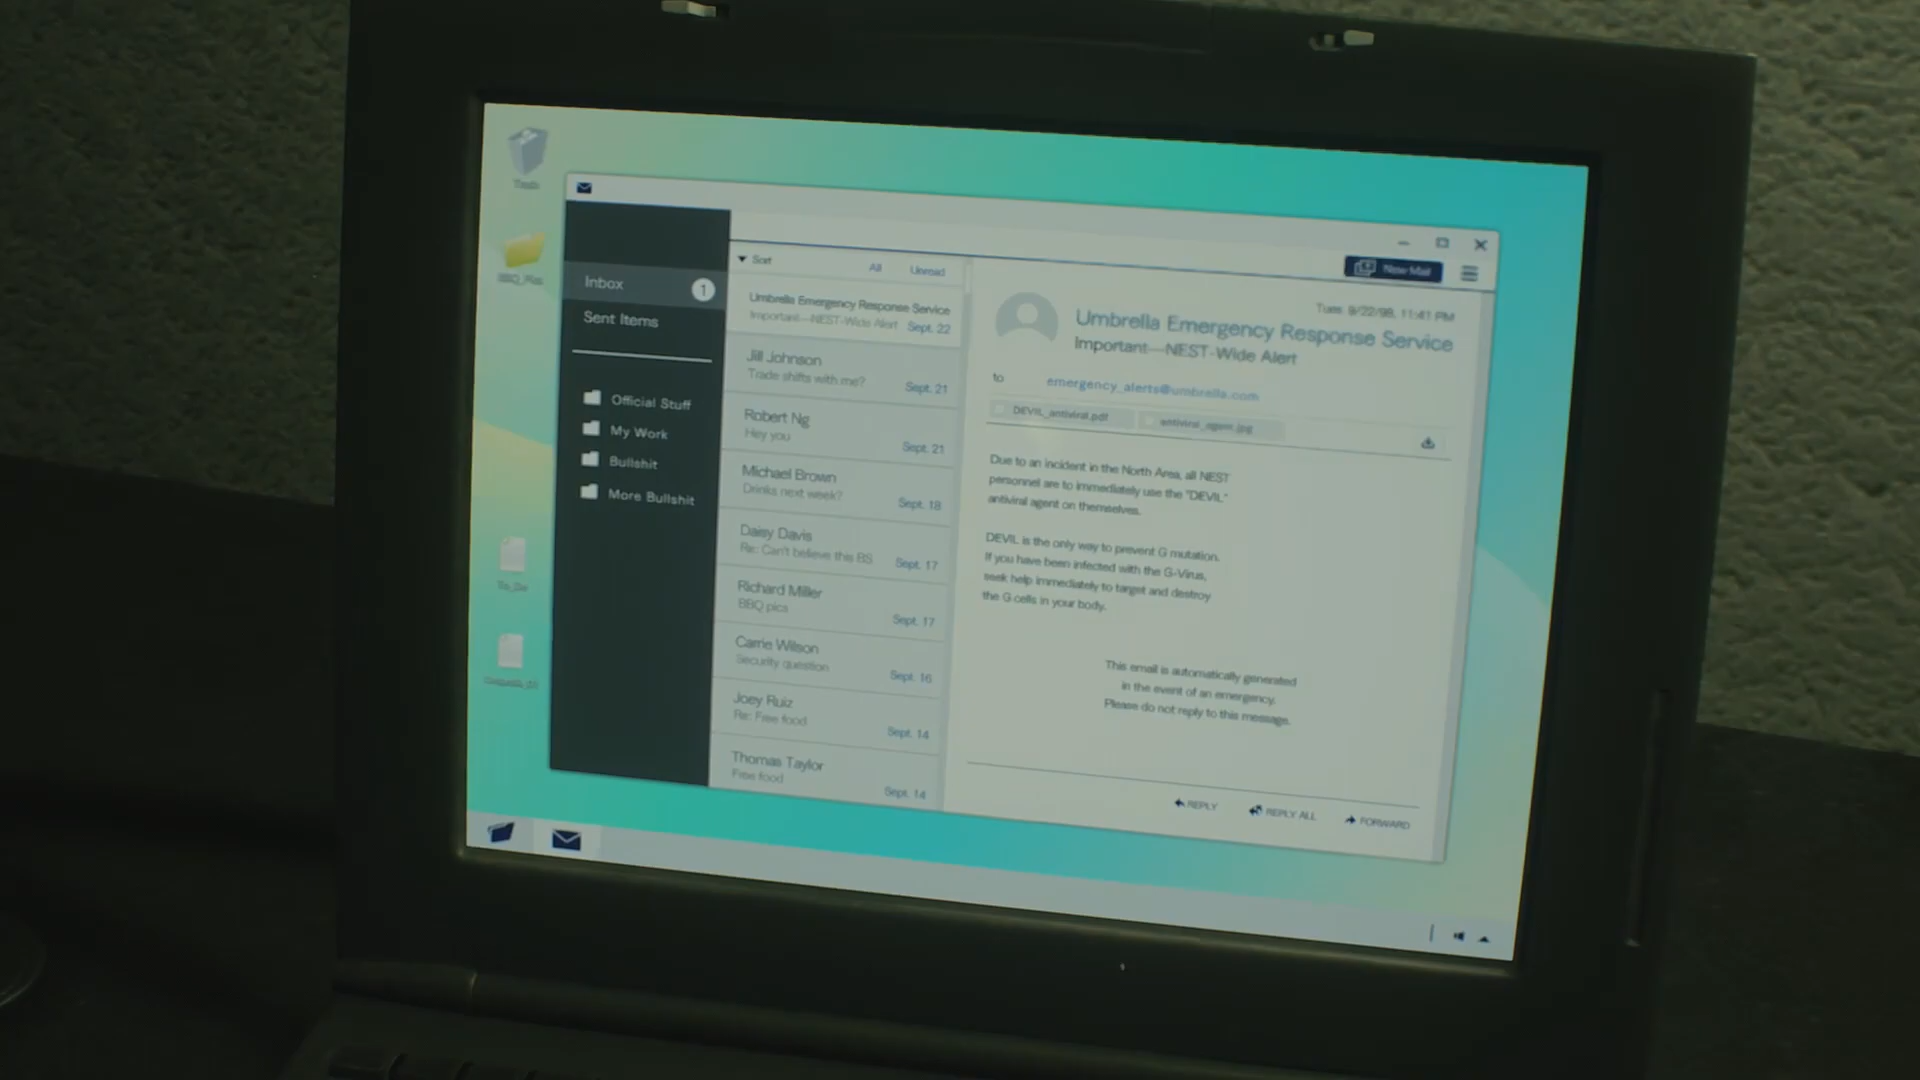 Trash
BBQ_Pics
Inbox
1
Sent Items
Official Stuff
My Work
Bullshit
More Bullshit
Sort
All
Unread
Umbrella Emergency Response Service
Important—NEST-Wide Alert
Sept. 22
Jill Johnson
Trade shifts with me?
Sept. 21
Robert Ng
Hey you
Sept. 21
Michael Brown
Drinks next week?
Sept. 18
Daisy Davis
Re: Can't believe this BS
Sept. 17
Richard Miller
BBQ pics
Sept. 17
Carrie Wilson
Security question
Sept. 16
Joey Ruiz
Re: Free food
Sept. 14
Thomas Taylor
Free food
Sept. 14
New Mail
Tues. 9/22/98, 11:41 PM
Umbrella Emergency Response Service
Important—NEST-Wide Alert
to emergency_alerts@umbrella.com
DEVIL_antiviral.pdf
antiviral_agent.jpg
Due to an incident in the North Area, all NEST
personnel are to immediately use the "DEVIL"
antiviral agent on themselves.
DEVIL is the only way to prevent G mutation.
If you have been infected with the G-Virus,
seek help immediately to target and destroy
the G cells in your body.
This email is automatically generated
in the event of an emergency.
Please do not reply to this message.
REPLY
REPLY ALL
FORWARD